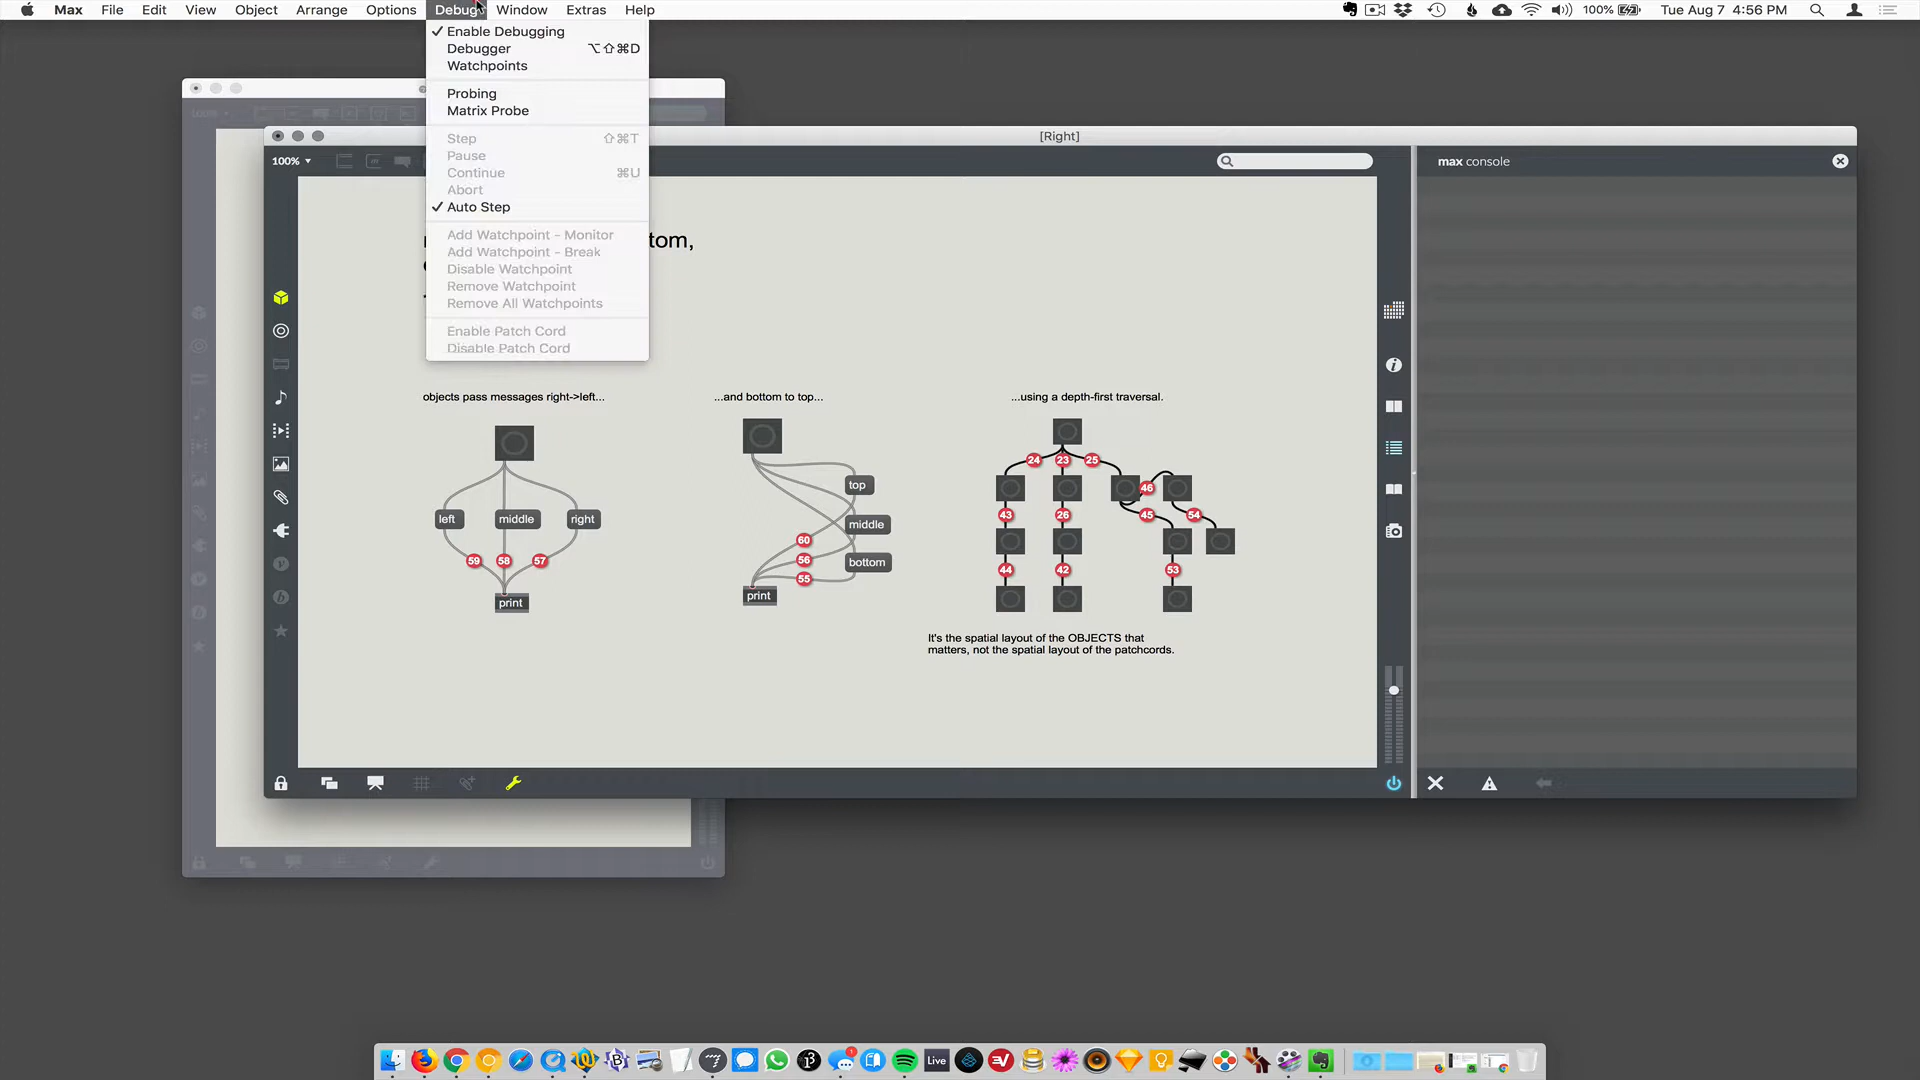 Max File Edit View Object Arrange Options Debug Window Extras Help 100% Tue Aug 7 4:56 PM
Enable Debugging
Debugger ⌥⇧⌘D
Watchpoints
Probing
Matrix Probe
Step ⇧⌘T
Pause
Continue ⌘U
Abort
Auto Step
Add Watchpoint - Monitor
Add Watchpoint - Break
Disable Watchpoint
Remove Watchpoint
Remove All Watchpoints
Enable Patch Cord
Disable Patch Cord
[Right]
100%
max console
tom,
objects pass messages right->left...
left middle right
59 58 57
print
...and bottom to top...
top
middle
bottom
60
56
55
print
...using a depth-first traversal.
24 23 25
46
43 26 45 54
44 42 53
It's the spatial layout of the OBJECTS that
matters, not the spatial layout of the patchcords.
Live